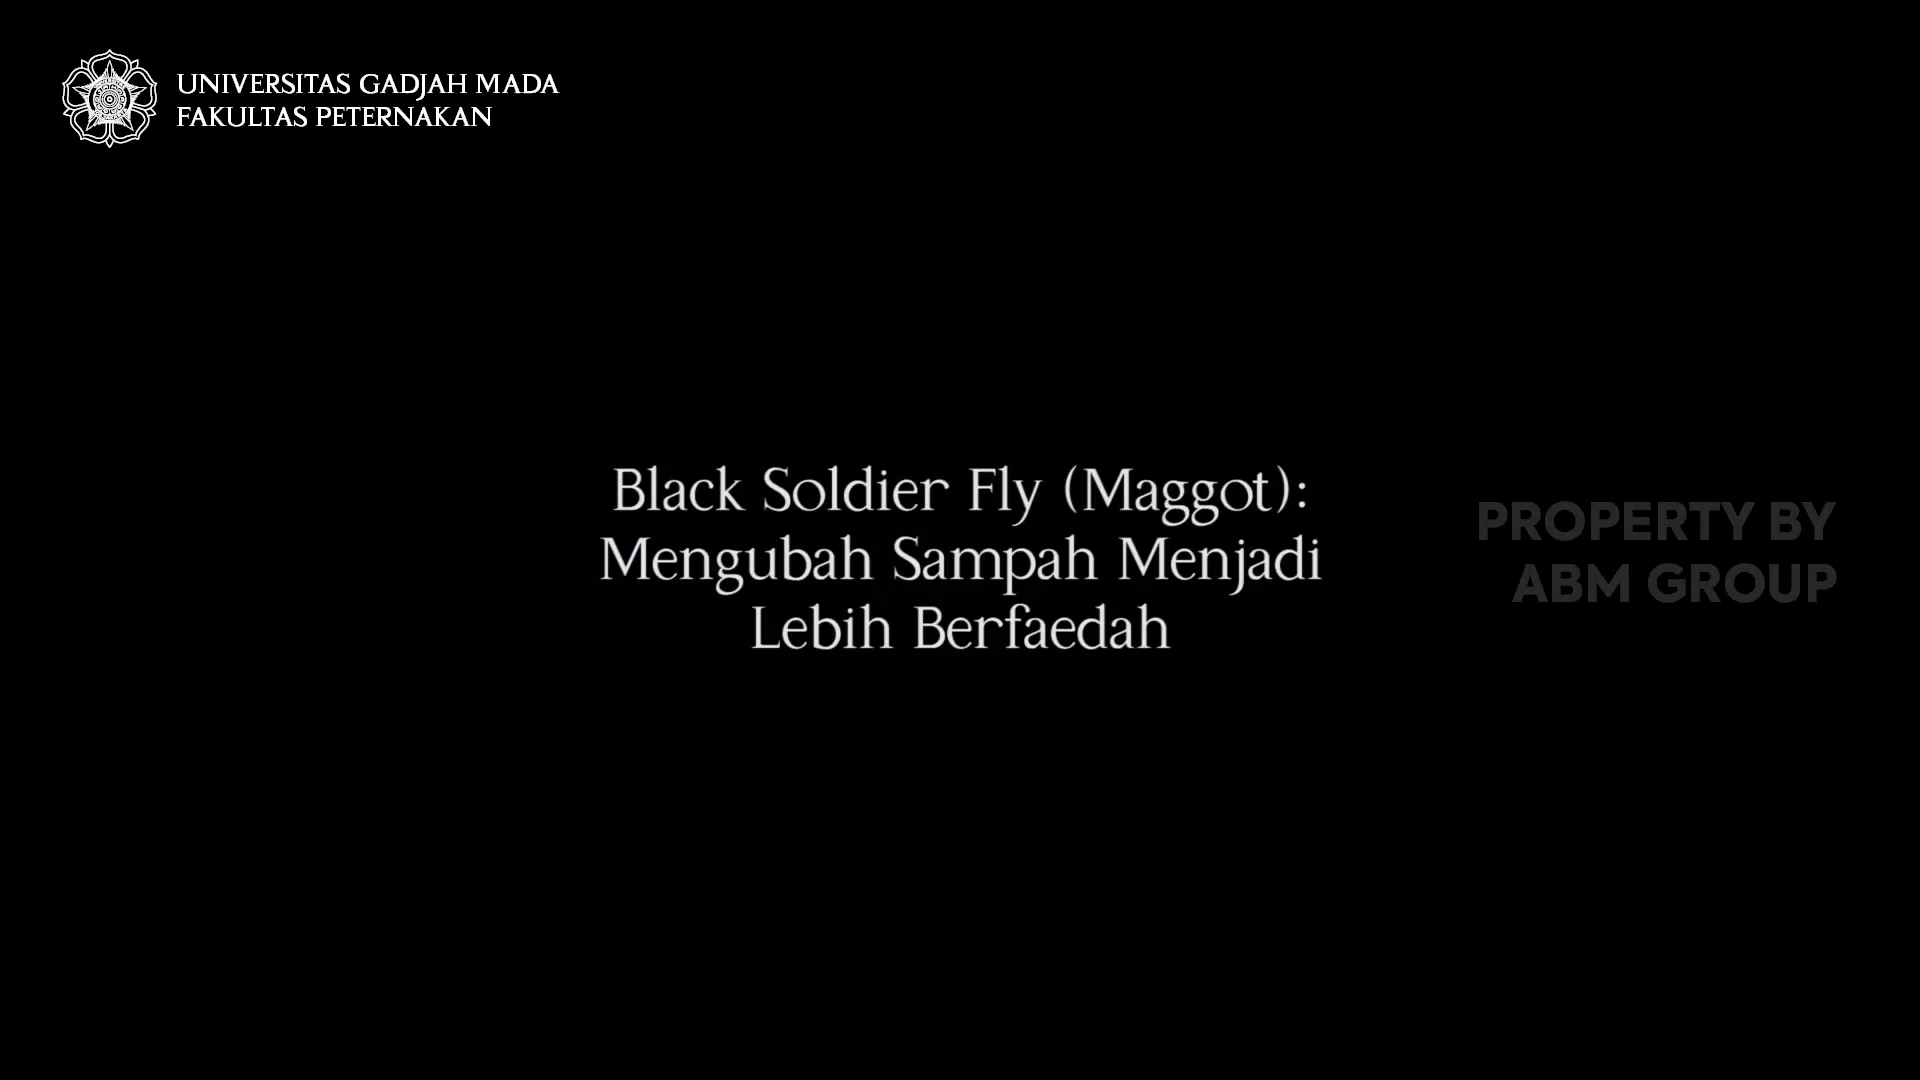 UNIVERSITAS GADJAH MADA
FAKULTAS PETERNAKAN
Black Soldier Fly (Maggot):
Mengubah Sampah Menjadi
Lebih Berfaedah
PROPERTY BY
ABM GROUP